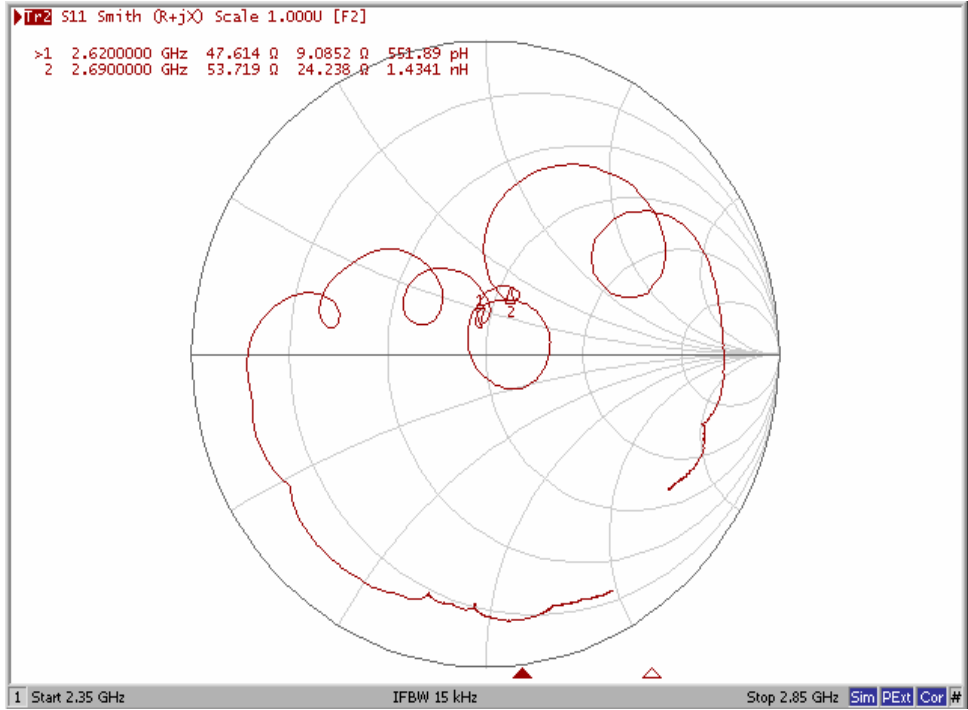 Tr2 S11 Smith (R+jX) Scale 1.000U [F2]
>1 2.6200000 GHz 47.614 Ω 9.0852 Ω 551.89 pH
2 2.6900000 GHz 53.719 Ω 24.238 Ω 1.4341 nH
1
2
1 Start 2.35 GHz IFBW 15 kHz Stop 2.85 GHz Sim PExt Cor #